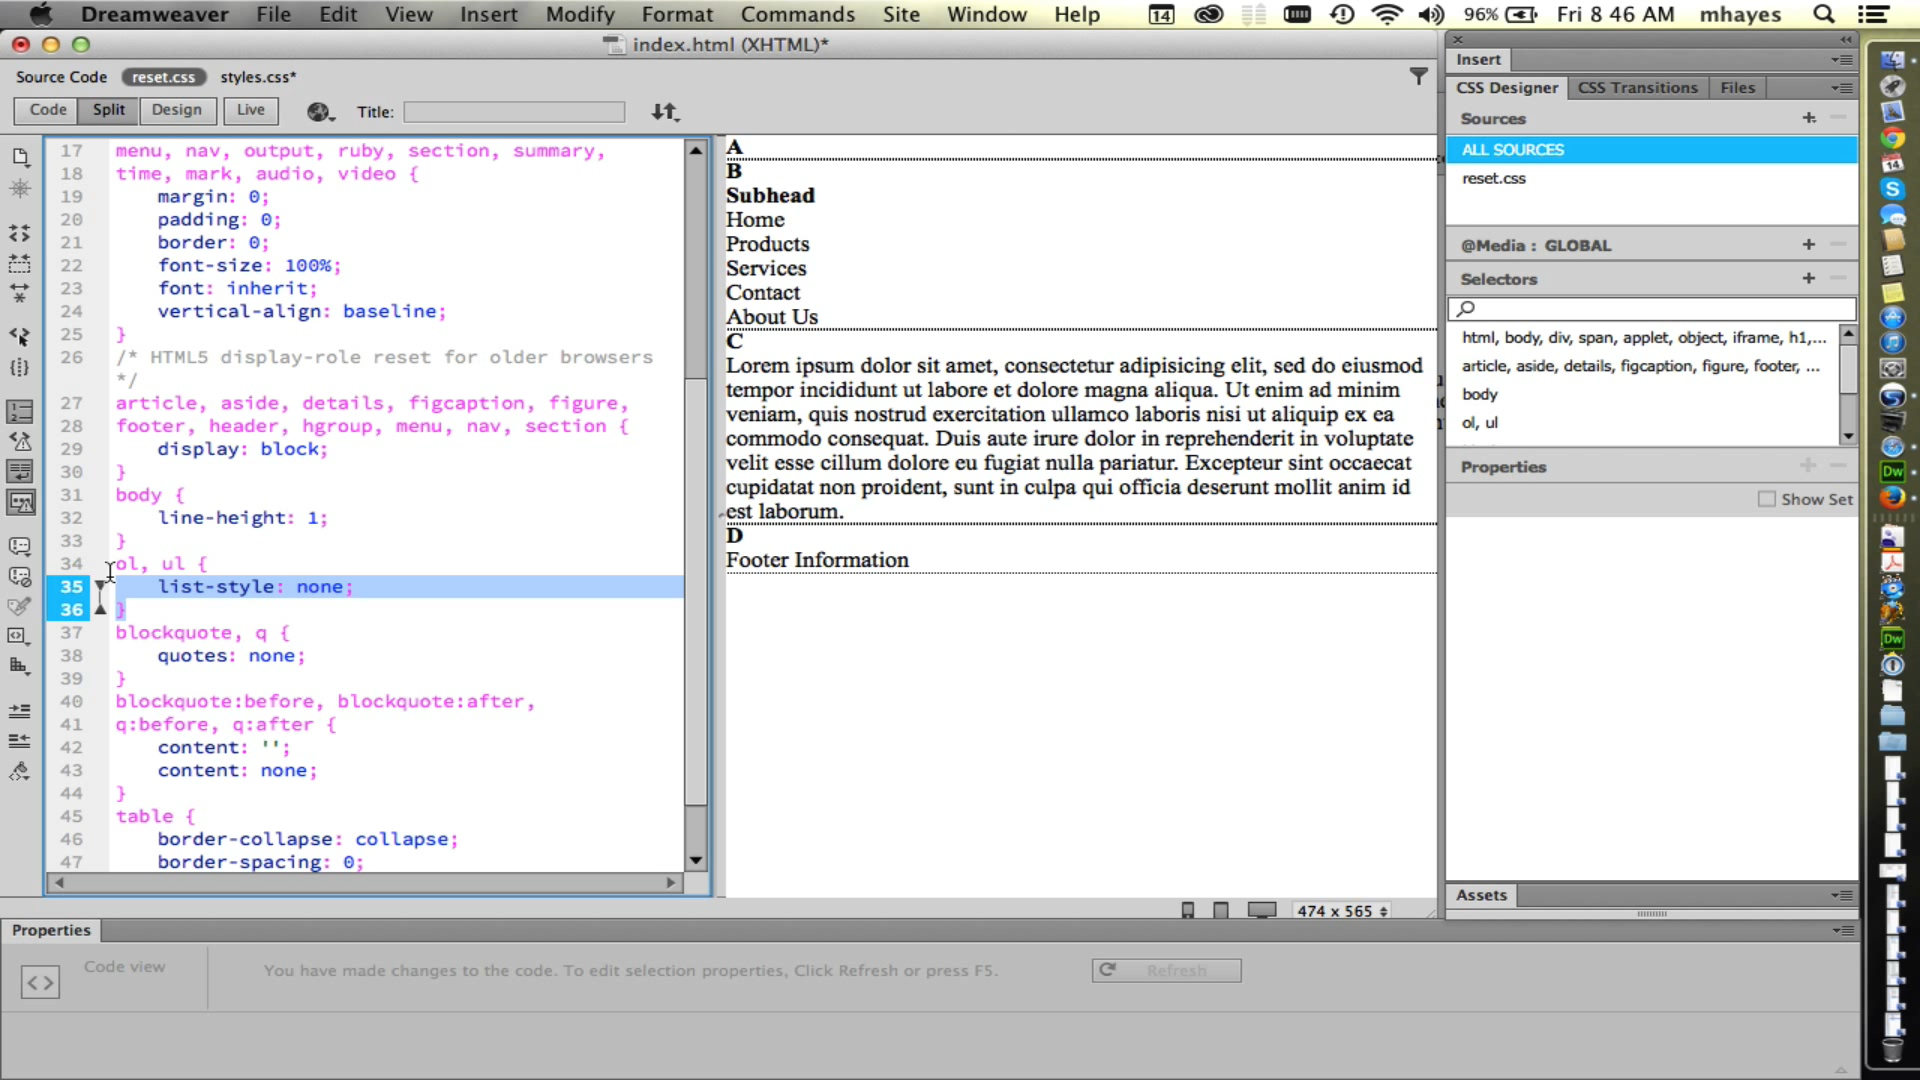 Dreamweaver File Edit View Insert Modify Format Commands Site Window Help 14 96% Fri 8 46 AM mhayes
index.html (XHTML)*
Source Code reset.css styles.css*
Code Split Design Live Title:
17 menu, nav, output, ruby, section, summary,
18 time, mark, audio, video {
19 margin: 0;
20 padding: 0;
21 border: 0;
22 font-size: 100%;
23 font: inherit;
24 vertical-align: baseline;
25 }
26 /* HTML5 display-role reset for older browsers
*/
27 article, aside, details, figcaption, figure,
28 footer, header, hgroup, menu, nav, section {
29 display: block;
30 }
31 body {
32 line-height: 1;
33 }
34 ol, ul {
35 list-style: none;
36 }
37 blockquote, q {
38 quotes: none;
39 }
40 blockquote:before, blockquote:after,
41 q:before, q:after {
42 content: '';
43 content: none;
44 }
45 table {
46 border-collapse: collapse;
47 border-spacing: 0;
A
B
Subhead
Home
Products
Services
Contact
About Us
C
Lorem ipsum dolor sit amet, consectetur adipisicing elit, sed do eiusmod
tempor incididunt ut labore et dolore magna aliqua. Ut enim ad minim
veniam, quis nostrud exercitation ullamco laboris nisi ut aliquip ex ea
commodo consequat. Duis aute irure dolor in reprehenderit in voluptate
velit esse cillum dolore eu fugiat nulla pariatur. Excepteur sint occaecat
cupidatat non proident, sunt in culpa qui officia deserunt mollit anim id
est laborum.
D
Footer Information
474 x 565
Insert
CSS Designer CSS Transitions Files
Sources
ALL SOURCES
reset.css
@Media : GLOBAL
Selectors
html, body, div, span, applet, object, iframe, h1,...
article, aside, details, figcaption, figure, footer, ...
body
ol, ul
Properties
Show Set
Assets
Properties
Code view
You have made changes to the code. To edit selection properties, Click Refresh or press F5.
Refresh
14
Dw
Dw